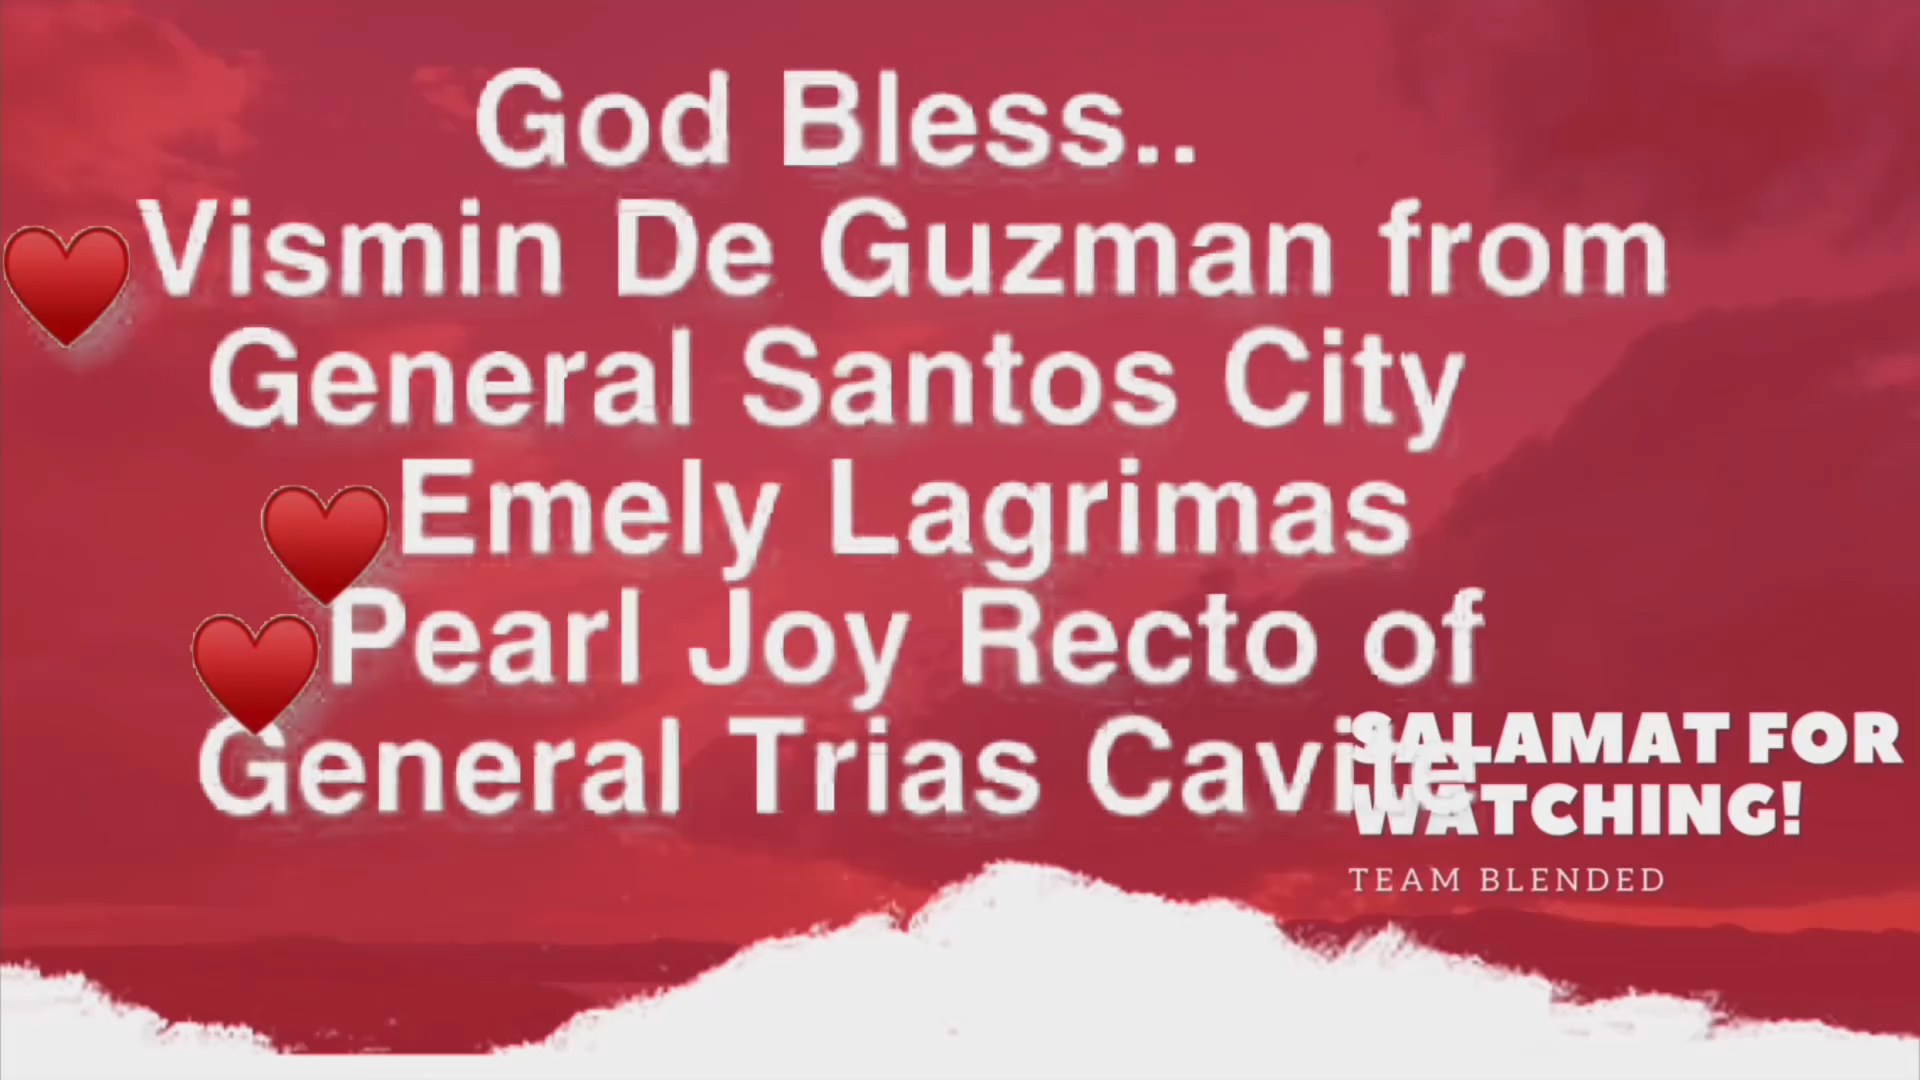 God Bless..
♥Vismin De Guzman from
General Santos City
♥Emely Lagrimas
♥Pearl Joy Recto of
General Trias Cavite
SALAMAT FOR
WATCHING!
TEAM BLENDED